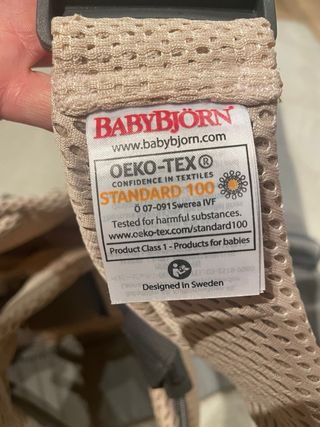 BABYBJÖRN
www.babybjorn.com
OEKO-TEX®
CONFIDENCE IN TEXTILES
STANDARD 100
Ö 07-091 Swerea IVF
Tested for harmful substances.
www.oeko-tex.com/standard100
Product Class 1 - Products for babies
Designed in Sweden